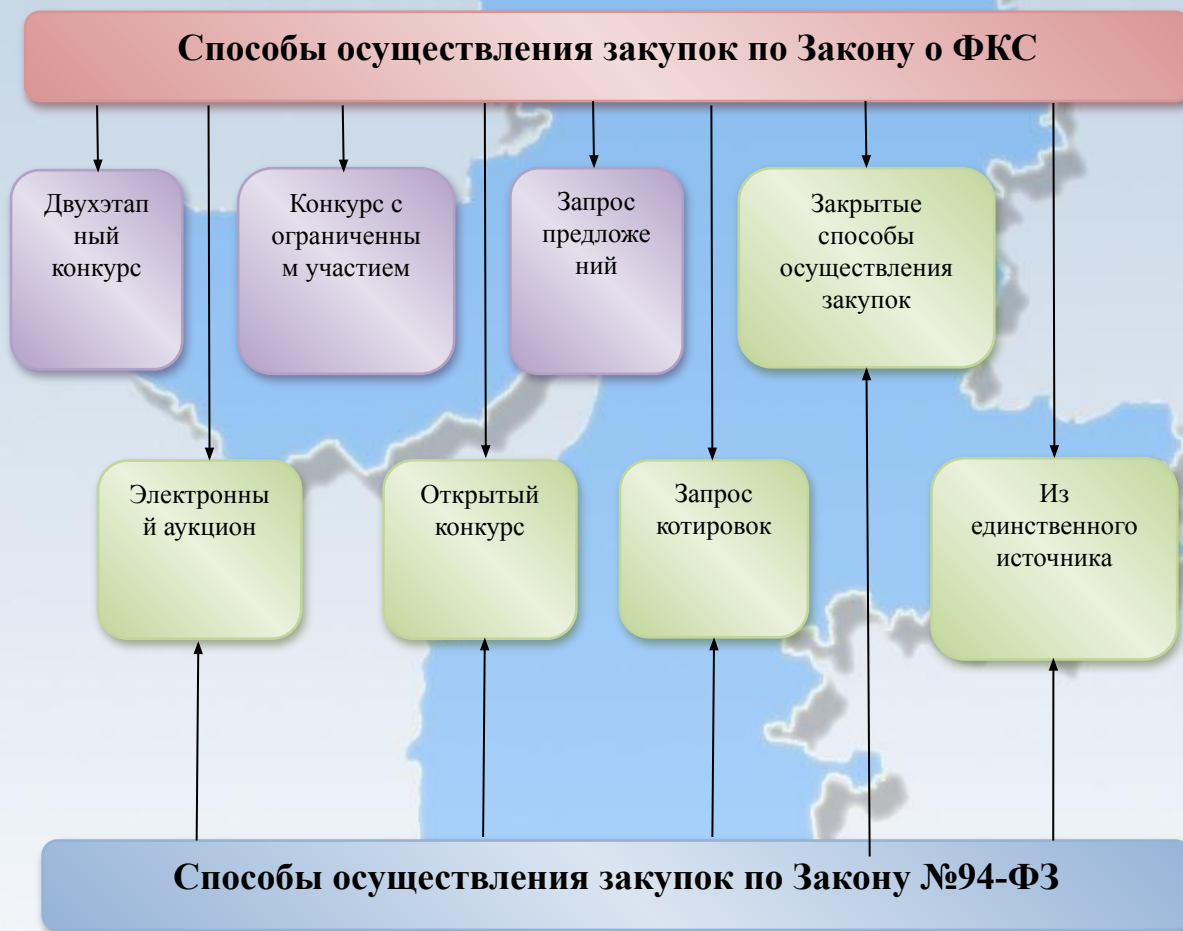 Способы осуществления закупок по Закону о ФКС
Двухэтап
ный
конкурс
Конкурс с
ограниченны
м участием
Запрос
предложе
ний
Закрытые
способы
осуществления
закупок
Электронны
й аукцион
Открытый
конкурс
Запрос
котировок
Из
единственного
источника
Способы осуществления закупок по Закону №94-ФЗ